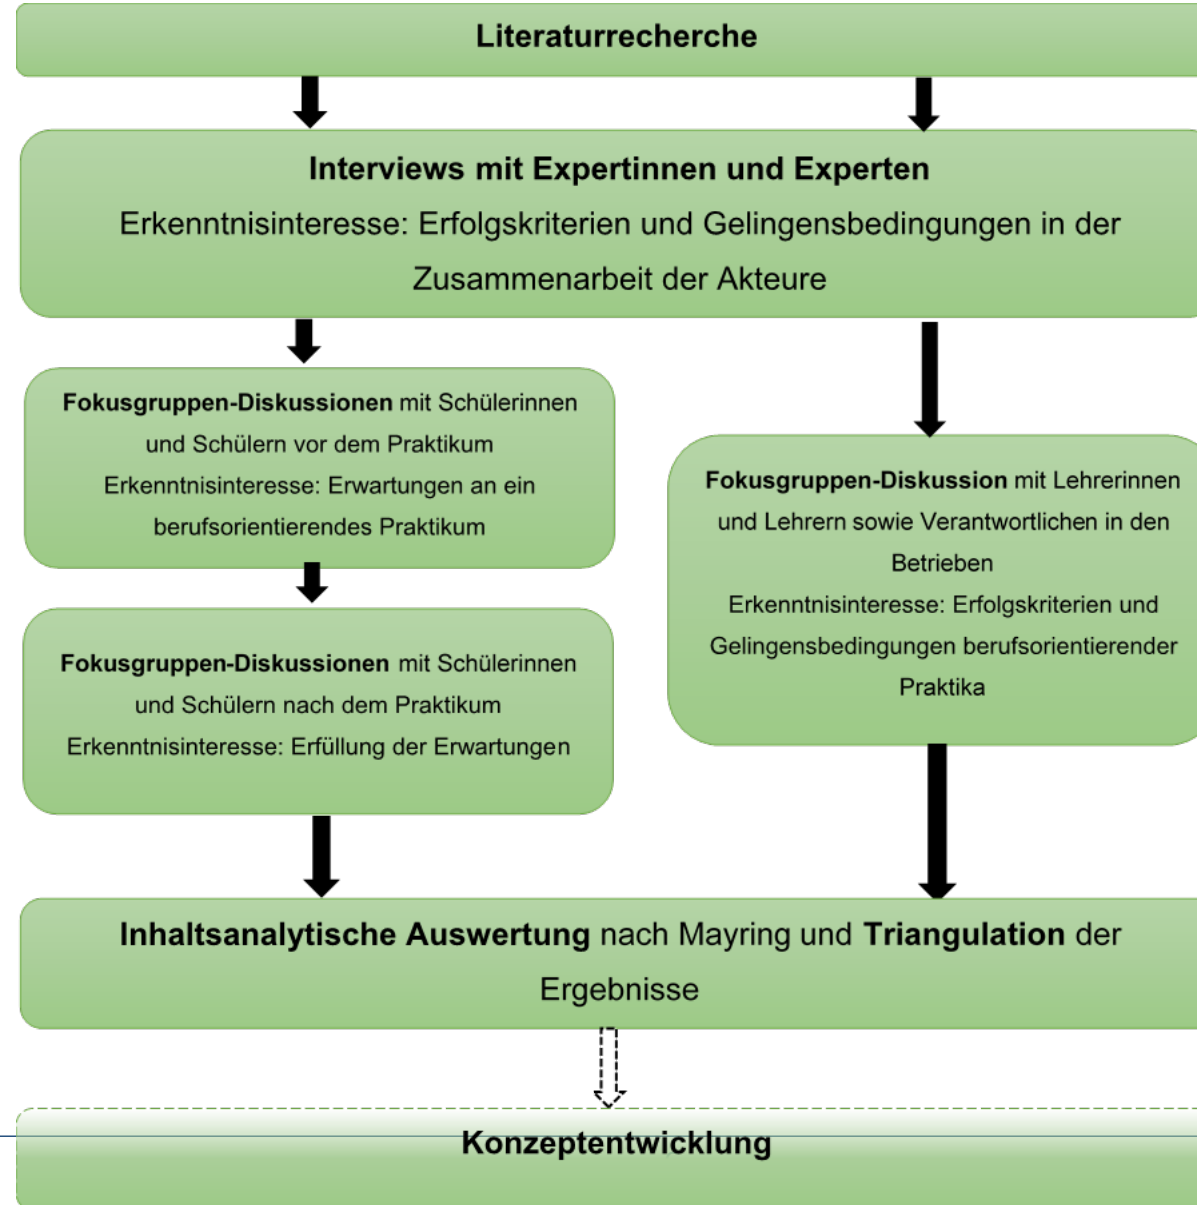 Literaturrecherche
Interviews mit Expertinnen und Experten
Erkenntnisinteresse: Erfolgskriterien und Gelingensbedingungen in der
Zusammenarbeit der Akteure
Fokusgruppen-Diskussionen mit Schülerinnen
und Schülern vor dem Praktikum
Erkenntnisinteresse: Erwartungen an ein
berufsorientierendes Praktikum
Fokusgruppen-Diskussionen mit Schülerinnen
und Schülern nach dem Praktikum
Erkenntnisinteresse: Erfüllung der Erwartungen
Fokusgruppen-Diskussion mit Lehrerinnen
und Lehrern sowie Verantwortlichen in den
Betrieben
Erkenntnisinteresse: Erfolgskriterien und
Gelingensbedingungen berufsorientierender
Praktika
Inhaltsanalytische Auswertung nach Mayring und Triangulation der
Ergebnisse
Konzeptentwicklung